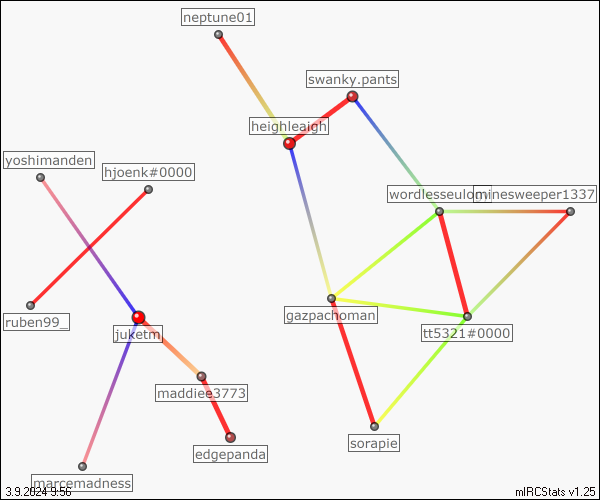 neptune01
swanky.pants
heighleaigh
yoshimanden
hjoenk#0000
minesweeper1337
gazpachoman
ruben99_
juketm
tt5321#0000
maddiee3773
sorapie
edgepanda
marcemadness
3.9.2024 9:56
mIRCStats v1.25